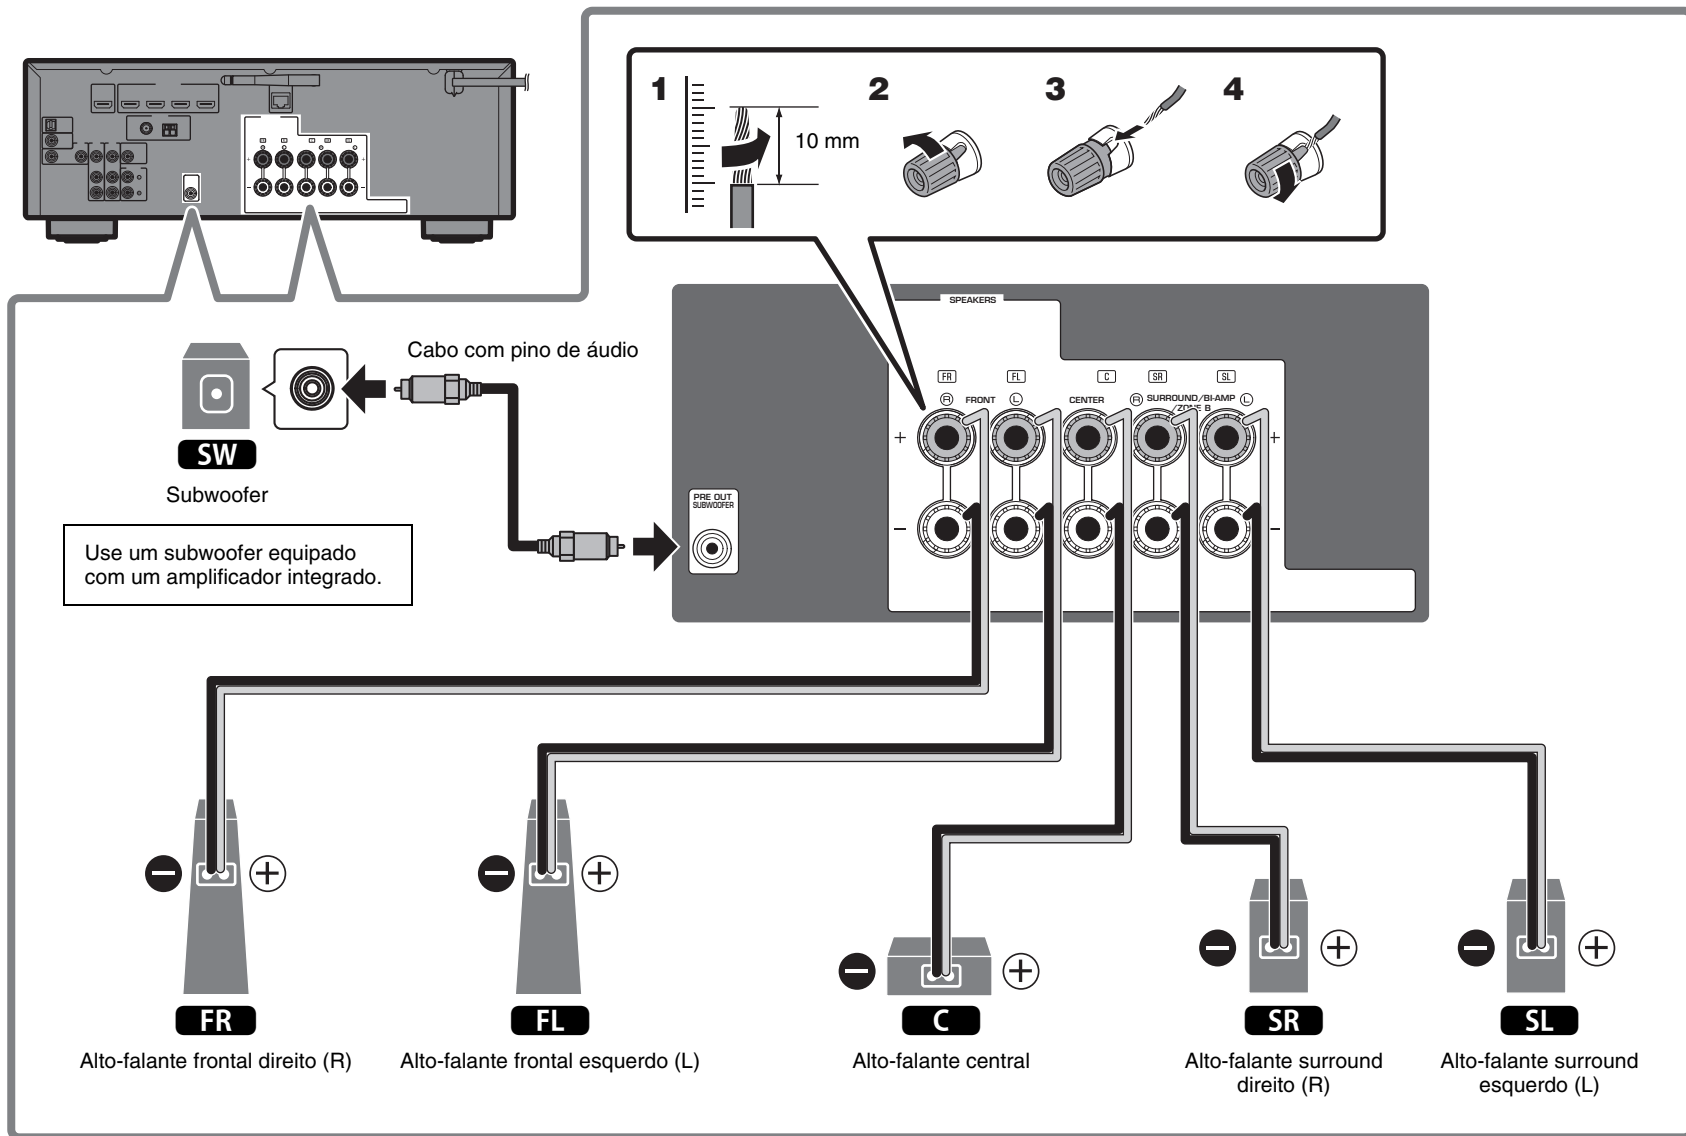 1
10 mm
2
3
4
SPEAKERS
FR
FL
C
SR
SL
R FRONT L
CENTER
R SURROUND/BI-AMP L
/ZONE B
+
+
–
–
PRE OUT
SUBWOOFER
Cabo com pino de áudio
SW
Subwoofer
Use um subwoofer equipado
com um amplificador integrado.
– +
– +
– +
– +
– +
FR
Alto-falante frontal direito (R)
FL
Alto-falante frontal esquerdo (L)
C
Alto-falante central
SR
Alto-falante surround
direito (R)
SL
Alto-falante surround
esquerdo (L)